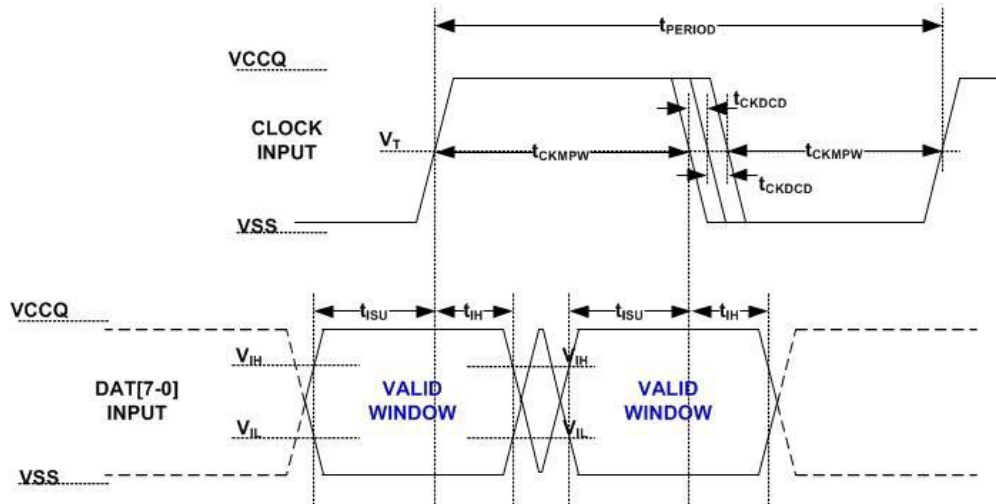 tPERIOD
VCCQ
tCKDCD
CLOCK
INPUT
VT
tCKMPW
tCKMPW
tCKDCD
VSS
VCCQ
tISU
tIH
tISU
tIH
VIH
VIH
DAT[7-0]
INPUT
VALID
WINDOW
VALID
WINDOW
VIL
VIL
VSS